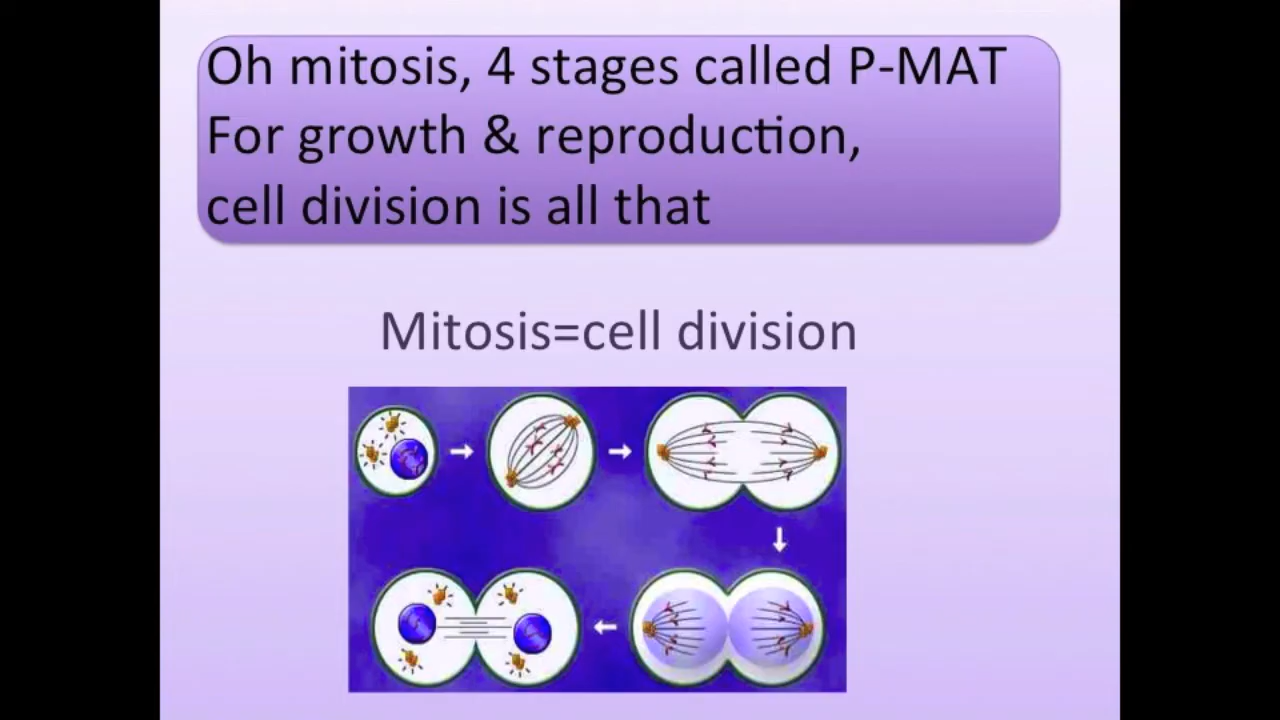 Oh mitosis, 4 stages called P-MAT
For growth & reproduction,
cell division is all that
Mitosis=cell division